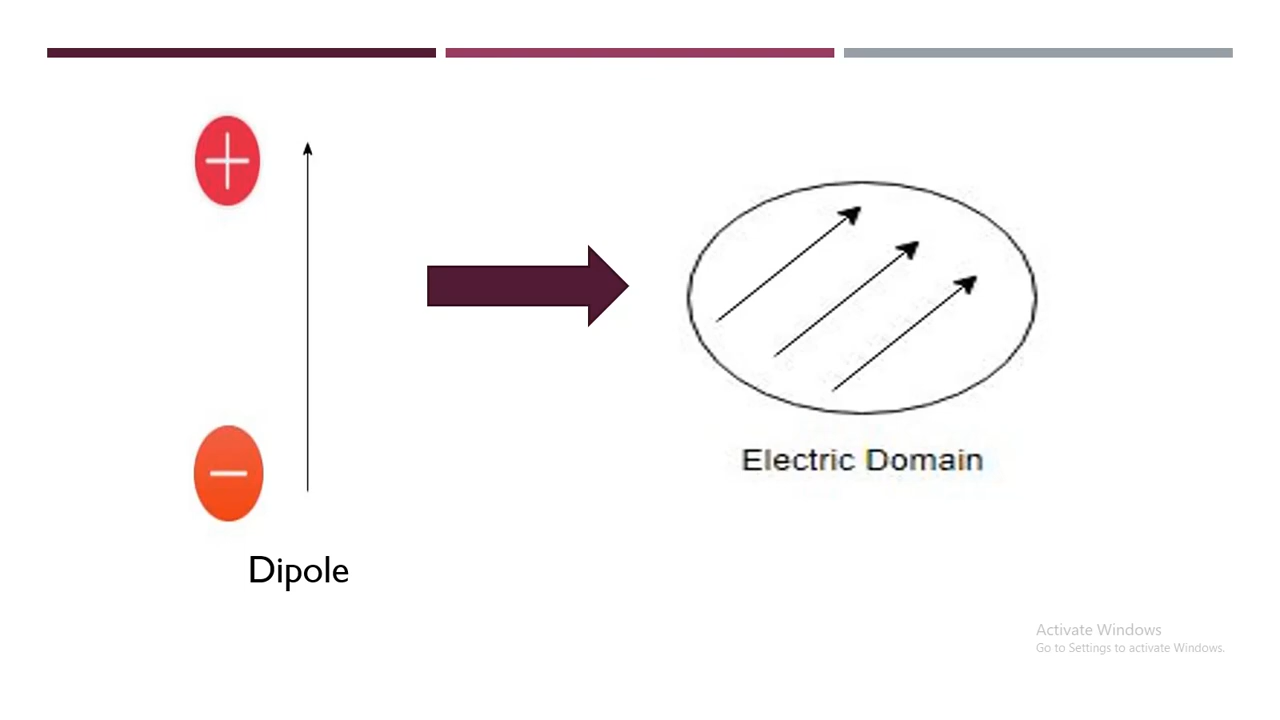 Electric Domain
Dipole
Activate Windows
Go to Settings to activate Windows.